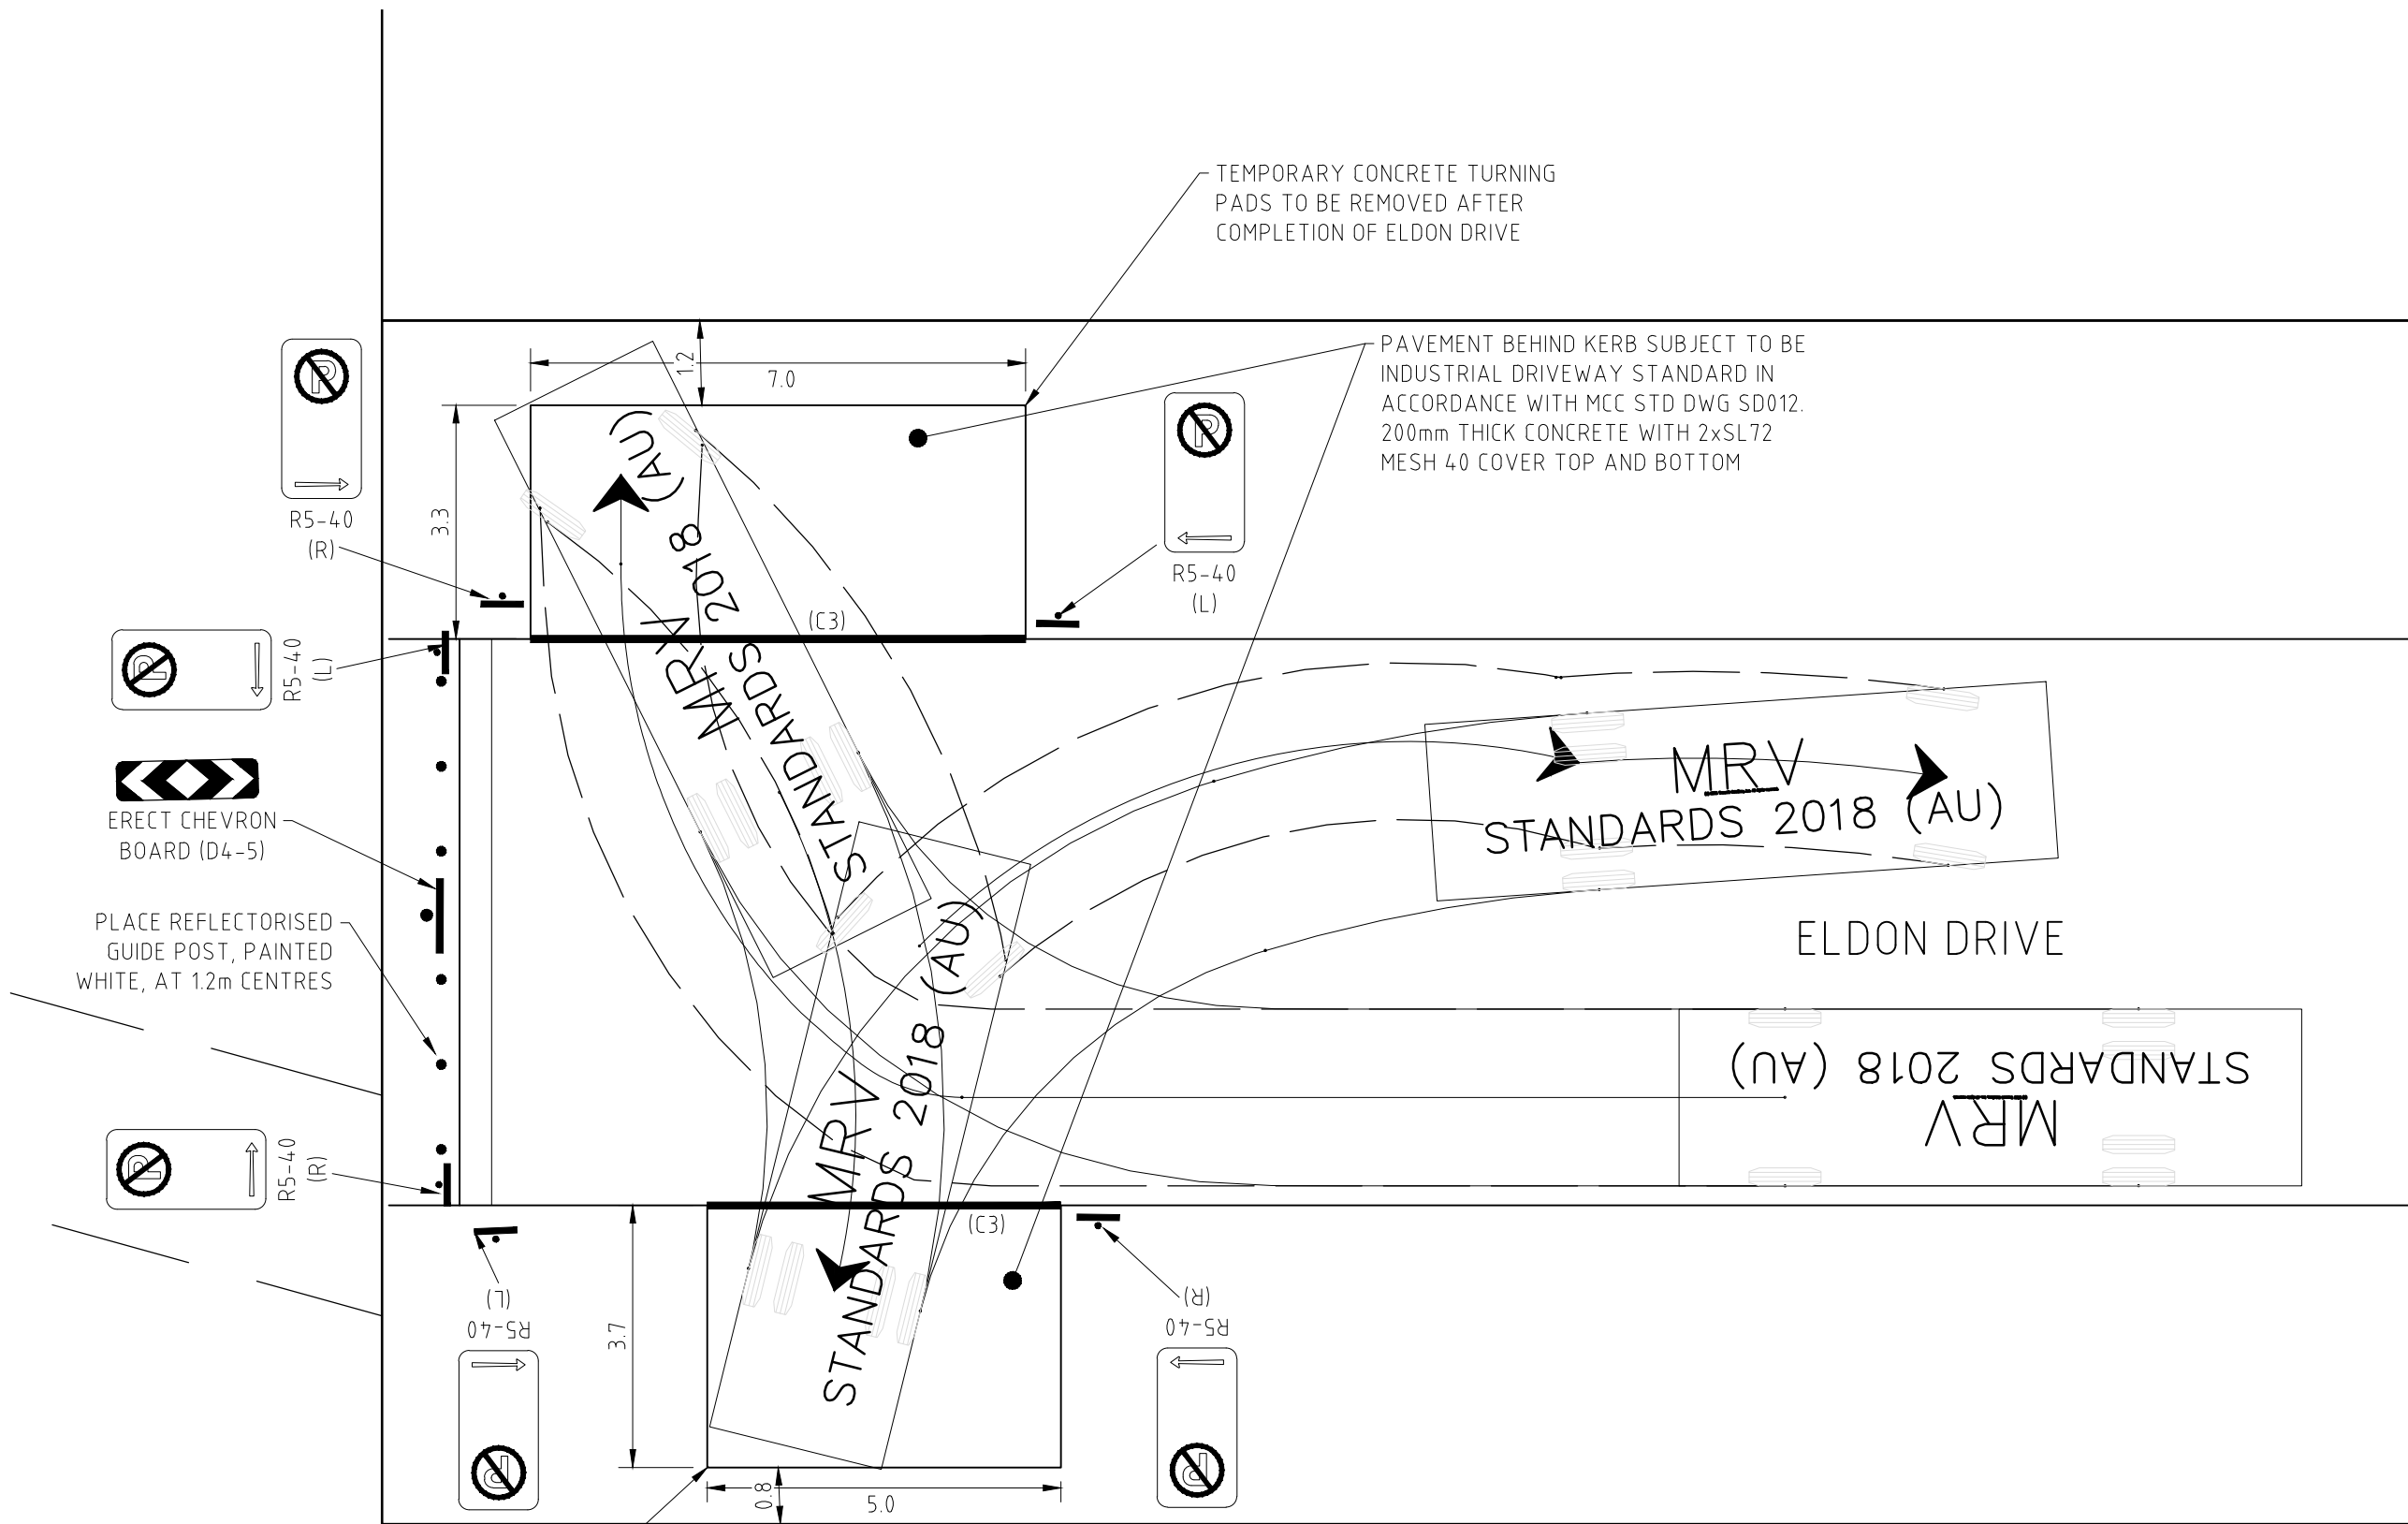 TEMPORARY CONCRETE TURNING
PADS TO BE REMOVED AFTER
COMPLETION OF ELDON DRIVE
PAVEMENT BEHIND KERB SUBJECT TO BE
INDUSTRIAL DRIVEWAY STANDARD IN
ACCORDANCE WITH MCC STD DWG SD012.
200mm THICK CONCRETE WITH 2xSL72
MESH 40 COVER TOP AND BOTTOM
1.2
7.0
3.3
P
R5-40
(R)
P
R5-40
(L)
(C3)
MRV
STANDARDS 2018 (AU)
P
R5-40
(L)
ERECT CHEVRON
BOARD (D4-5)
PLACE REFLECTORISED
GUIDE POST, PAINTED
WHITE, AT 1.2m CENTRES
MRV
STANDARDS 2018 (AU)
ELDON DRIVE
MRV
STANDARDS 2018 (AU)
MRV
STANDARDS 2018 (AU)
P
R5-40
(R)
(C3)
R5-40
(L)
P
R5-40
(R)
P
3.7
0.8
5.0